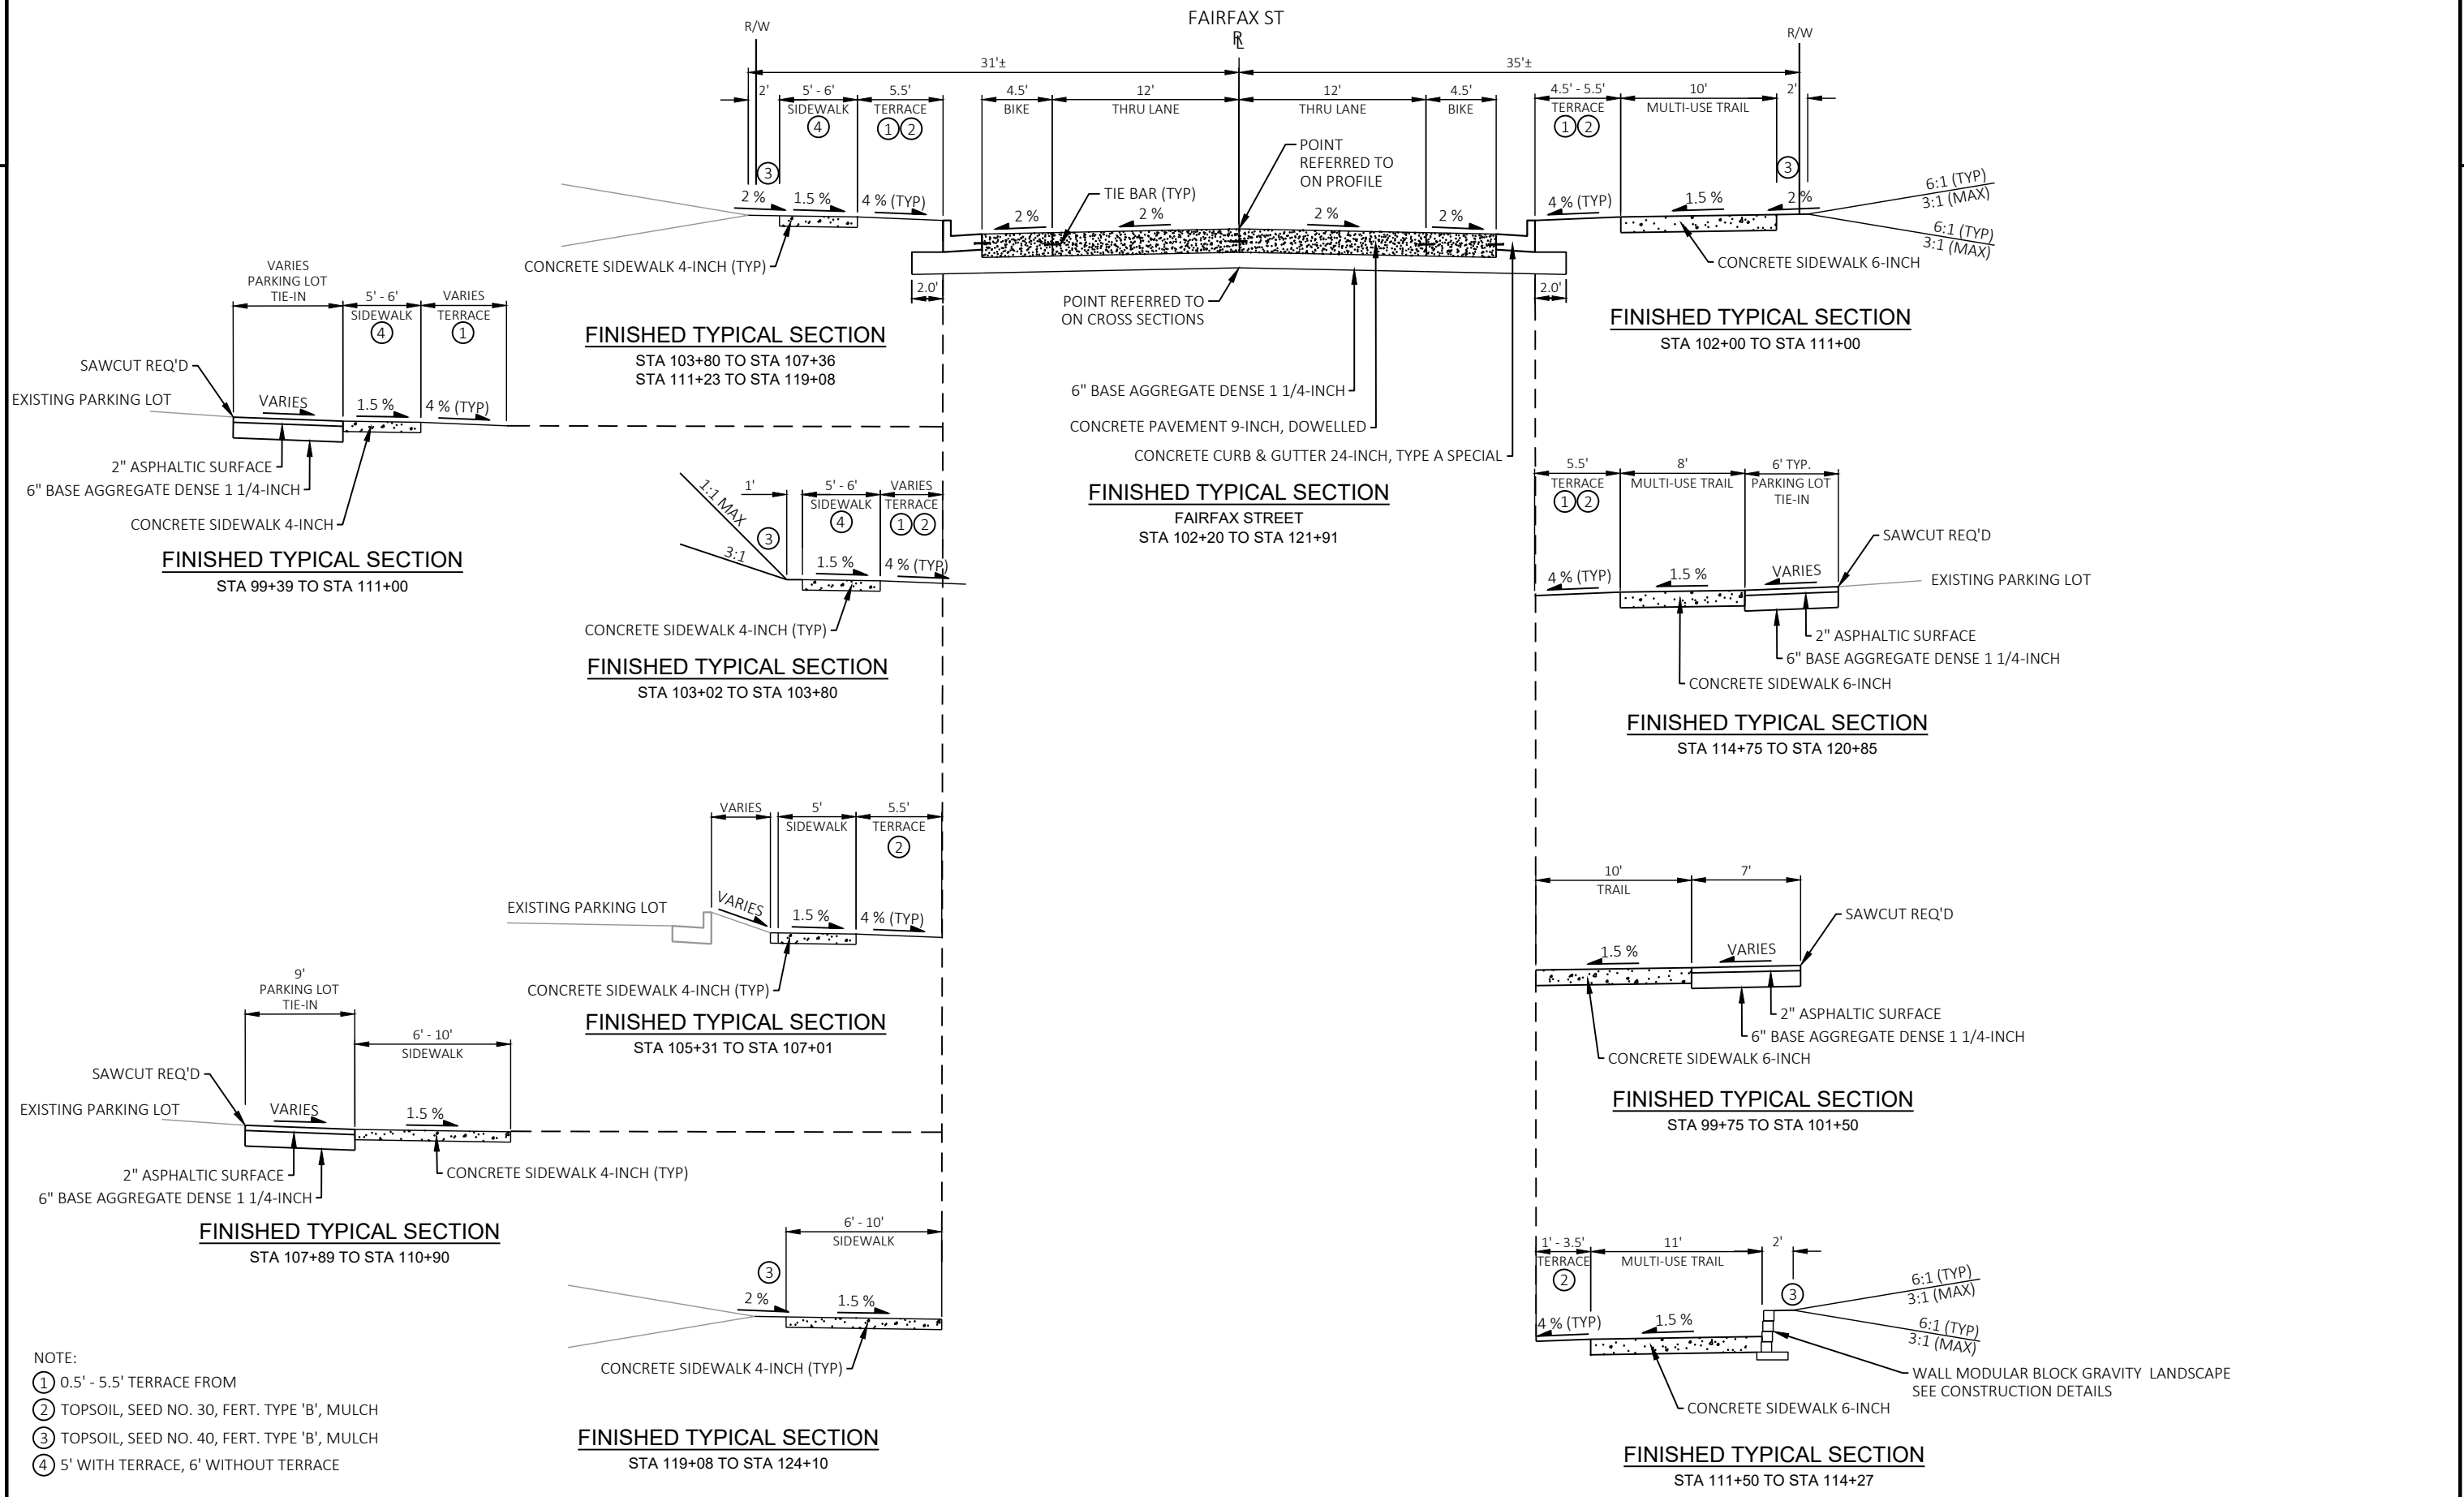 FAIRFAX ST
R/W
R/W
31'±
35'±
2'
5' - 6'
SIDEWALK
4
5.5'
TERRACE
1 2
4.5'
BIKE
12'
THRU LANE
12'
THRU LANE
4.5'
BIKE
4.5' - 5.5'
TERRACE
1 2
10'
MULTI-USE TRAIL
2'
3
3
POINT
REFERRED TO
ON PROFILE
TIE BAR (TYP)
2 %
1.5 %
4 % (TYP)
2 %
2 %
2 %
2 %
4 % (TYP)
1.5 %
2 %
6:1 (TYP)
3:1 (MAX)
6:1 (TYP)
3:1 (MAX)
CONCRETE SIDEWALK 4-INCH (TYP)
CONCRETE SIDEWALK 6-INCH
2.0'
2.0'
POINT REFERRED TO
ON CROSS SECTIONS
FINISHED TYPICAL SECTION
STA 103+80 TO STA 107+36
STA 111+23 TO STA 119+08
FINISHED TYPICAL SECTION
STA 102+00 TO STA 111+00
6" BASE AGGREGATE DENSE 1 1/4-INCH
CONCRETE PAVEMENT 9-INCH, DOWELLED
CONCRETE CURB & GUTTER 24-INCH, TYPE A SPECIAL
FINISHED TYPICAL SECTION
FAIRFAX STREET
STA 102+20 TO STA 121+91
VARIES
PARKING LOT
TIE-IN
5' - 6'
SIDEWALK
4
VARIES
TERRACE
1
SAWCUT REQ'D
EXISTING PARKING LOT
VARIES
1.5 %
4 % (TYP)
2" ASPHALTIC SURFACE
6" BASE AGGREGATE DENSE 1 1/4-INCH
CONCRETE SIDEWALK 4-INCH
FINISHED TYPICAL SECTION
STA 99+39 TO STA 111+00
1:1 MAX
3:1
1'
3
5' - 6'
SIDEWALK
4
VARIES
TERRACE
1 2
1.5 %
4 % (TYP)
CONCRETE SIDEWALK 4-INCH (TYP)
FINISHED TYPICAL SECTION
STA 103+02 TO STA 103+80
5.5'
TERRACE
1 2
8'
MULTI-USE TRAIL
6' TYP.
PARKING LOT
TIE-IN
SAWCUT REQ'D
4 % (TYP)
1.5 %
VARIES
EXISTING PARKING LOT
2" ASPHALTIC SURFACE
6" BASE AGGREGATE DENSE 1 1/4-INCH
CONCRETE SIDEWALK 6-INCH
FINISHED TYPICAL SECTION
STA 114+75 TO STA 120+85
VARIES
5'
SIDEWALK
5.5'
TERRACE
2
EXISTING PARKING LOT
VARIES
1.5 %
4 % (TYP)
CONCRETE SIDEWALK 4-INCH (TYP)
FINISHED TYPICAL SECTION
STA 105+31 TO STA 107+01
10'
TRAIL
7'
SAWCUT REQ'D
1.5 %
VARIES
2" ASPHALTIC SURFACE
6" BASE AGGREGATE DENSE 1 1/4-INCH
CONCRETE SIDEWALK 6-INCH
FINISHED TYPICAL SECTION
STA 99+75 TO STA 101+50
9'
PARKING LOT
TIE-IN
6' - 10'
SIDEWALK
SAWCUT REQ'D
EXISTING PARKING LOT
VARIES
1.5 %
2" ASPHALTIC SURFACE
CONCRETE SIDEWALK 4-INCH (TYP)
6" BASE AGGREGATE DENSE 1 1/4-INCH
FINISHED TYPICAL SECTION
STA 107+89 TO STA 110+90
6' - 10'
SIDEWALK
3
2 %
1.5 %
CONCRETE SIDEWALK 4-INCH (TYP)
FINISHED TYPICAL SECTION
STA 119+08 TO STA 124+10
1' - 3.5'
TERRACE
2
11'
MULTI-USE TRAIL
2'
3
4 % (TYP)
1.5 %
6:1 (TYP)
3:1 (MAX)
6:1 (TYP)
3:1 (MAX)
WALL MODULAR BLOCK GRAVITY LANDSCAPE
SEE CONSTRUCTION DETAILS
CONCRETE SIDEWALK 6-INCH
FINISHED TYPICAL SECTION
STA 111+50 TO STA 114+27
NOTE:
1 0.5' - 5.5' TERRACE FROM
2 TOPSOIL, SEED NO. 30, FERT. TYPE 'B', MULCH
3 TOPSOIL, SEED NO. 40, FERT. TYPE 'B', MULCH
4 5' WITH TERRACE, 6' WITHOUT TERRACE